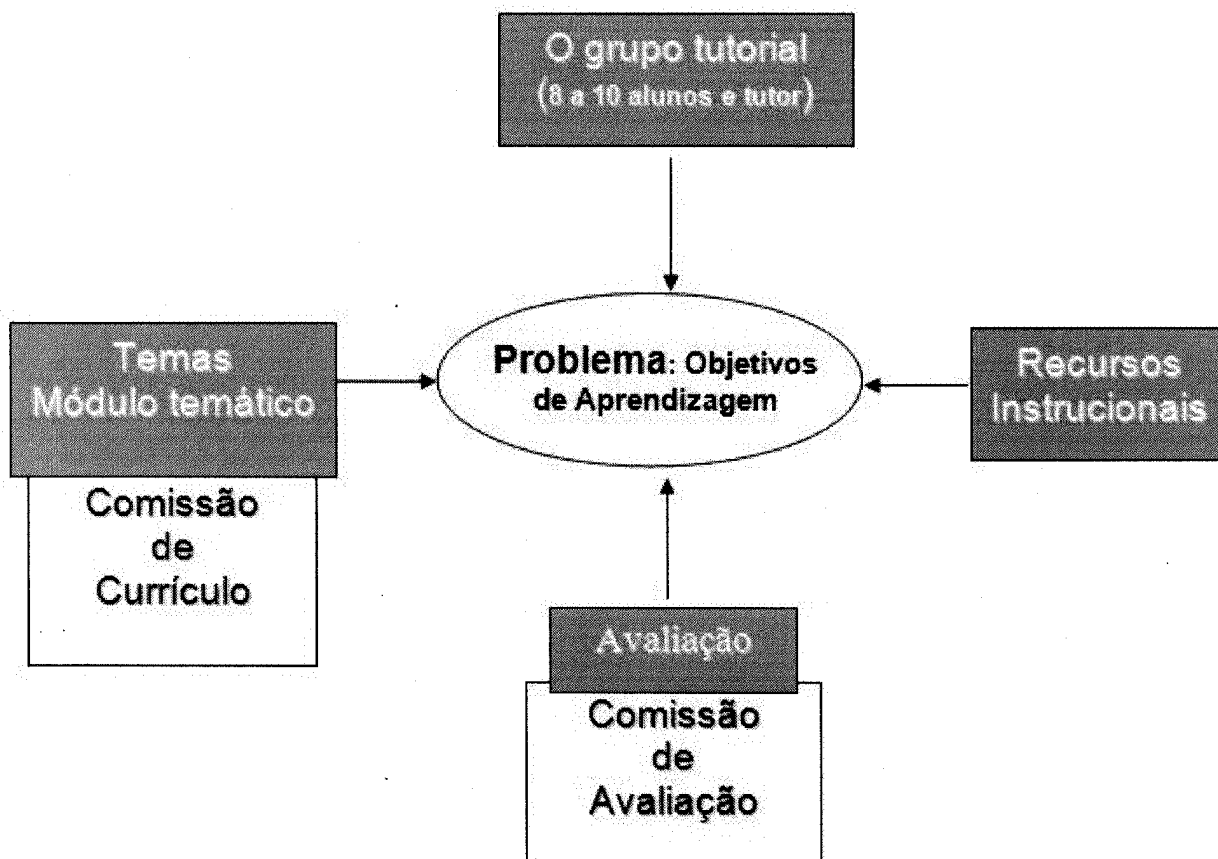 O grupo tutorial
(8 a 10 alunos e tutor)
Temas
Módulo temático
Comissão
de
Currículo
Problema: Objetivos
de Aprendizagem
Recursos
Instrucionais
Avaliação
Comissão
de
Avaliação